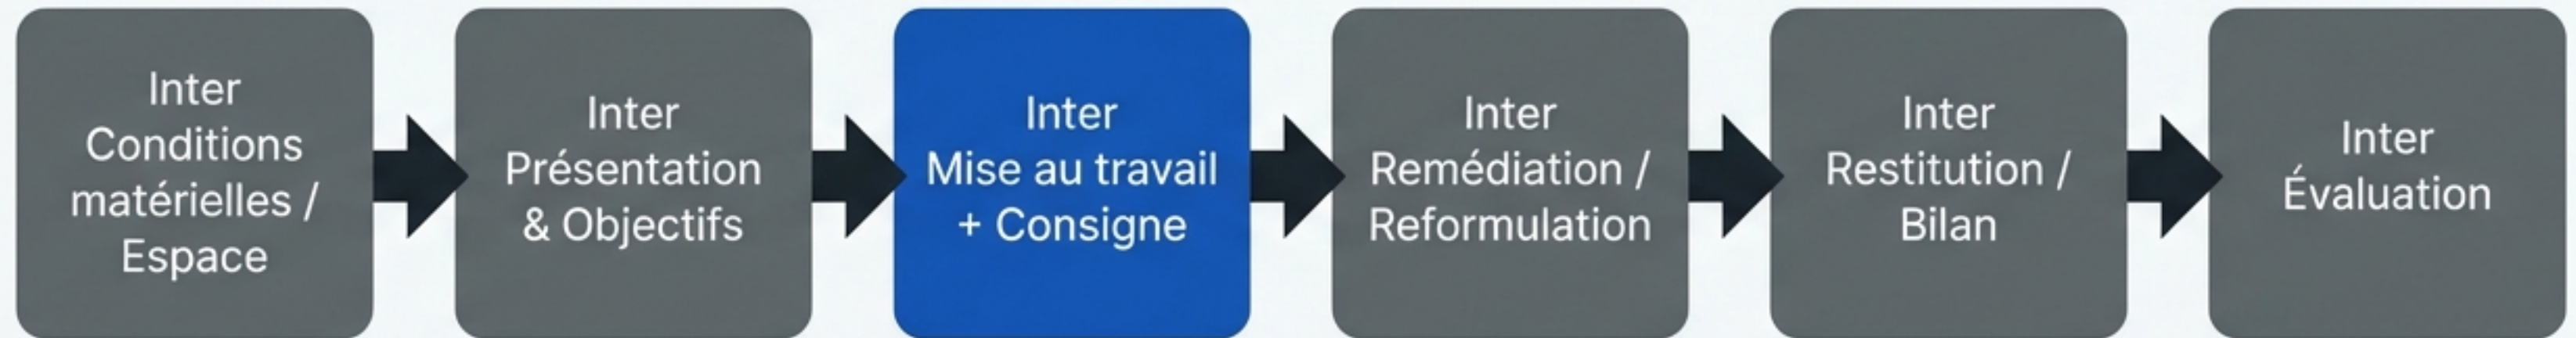 Inter
Conditions
matérielles /
Espace
Inter
Présentation
& Objectifs
Inter
Mise au travail
+ Consigne
Inter
Remédiation /
Reformulation
Inter
Restitution /
Bilan
Inter
Évaluation